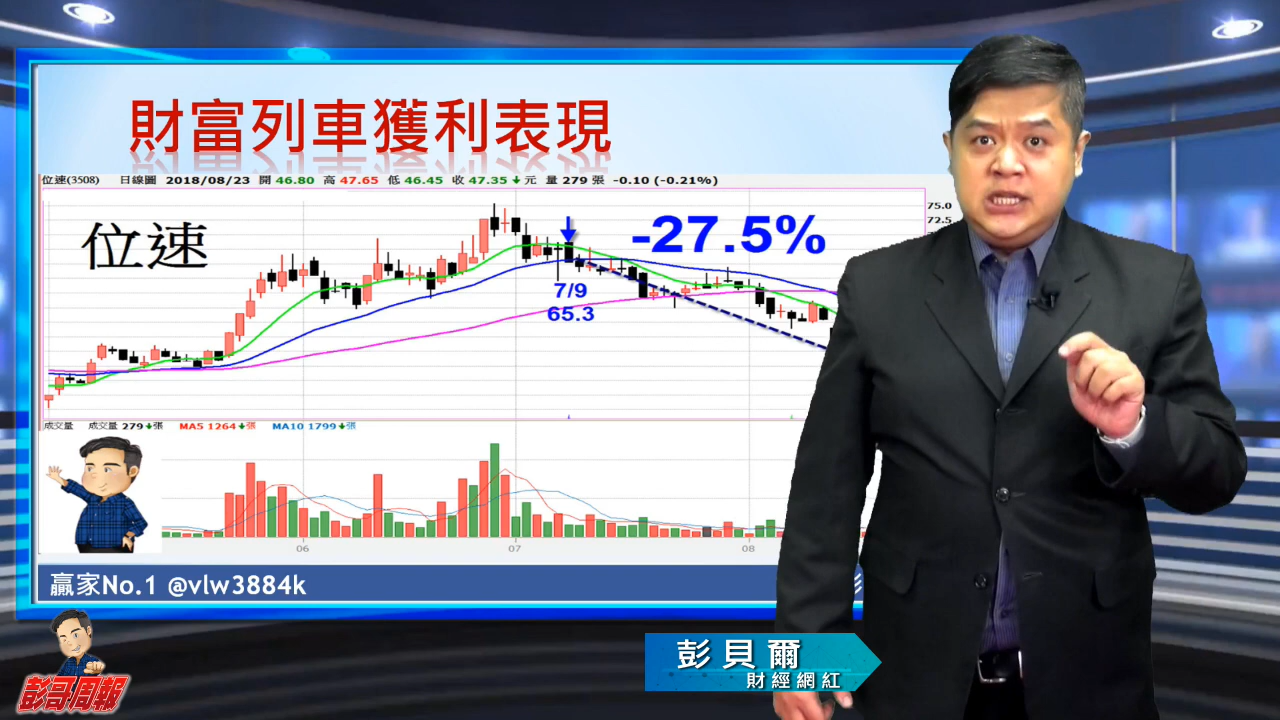 財富列車獲利表現
位速(3508) 日線圖 2018/08/23 開 46.80 高 47.65 低 46.45 收 47.35 ↓ 元 量 279 張 -0.10 (-0.21%)
75.0
72.5
位速
-27.5%
7/9
65.3
成交量 成交量 279↓張 MA5 1264↓張 MA10 1799↓張
06 07 08
贏家No.1 @vlw3884k
彭貝爾
財經網紅
彭哥周報